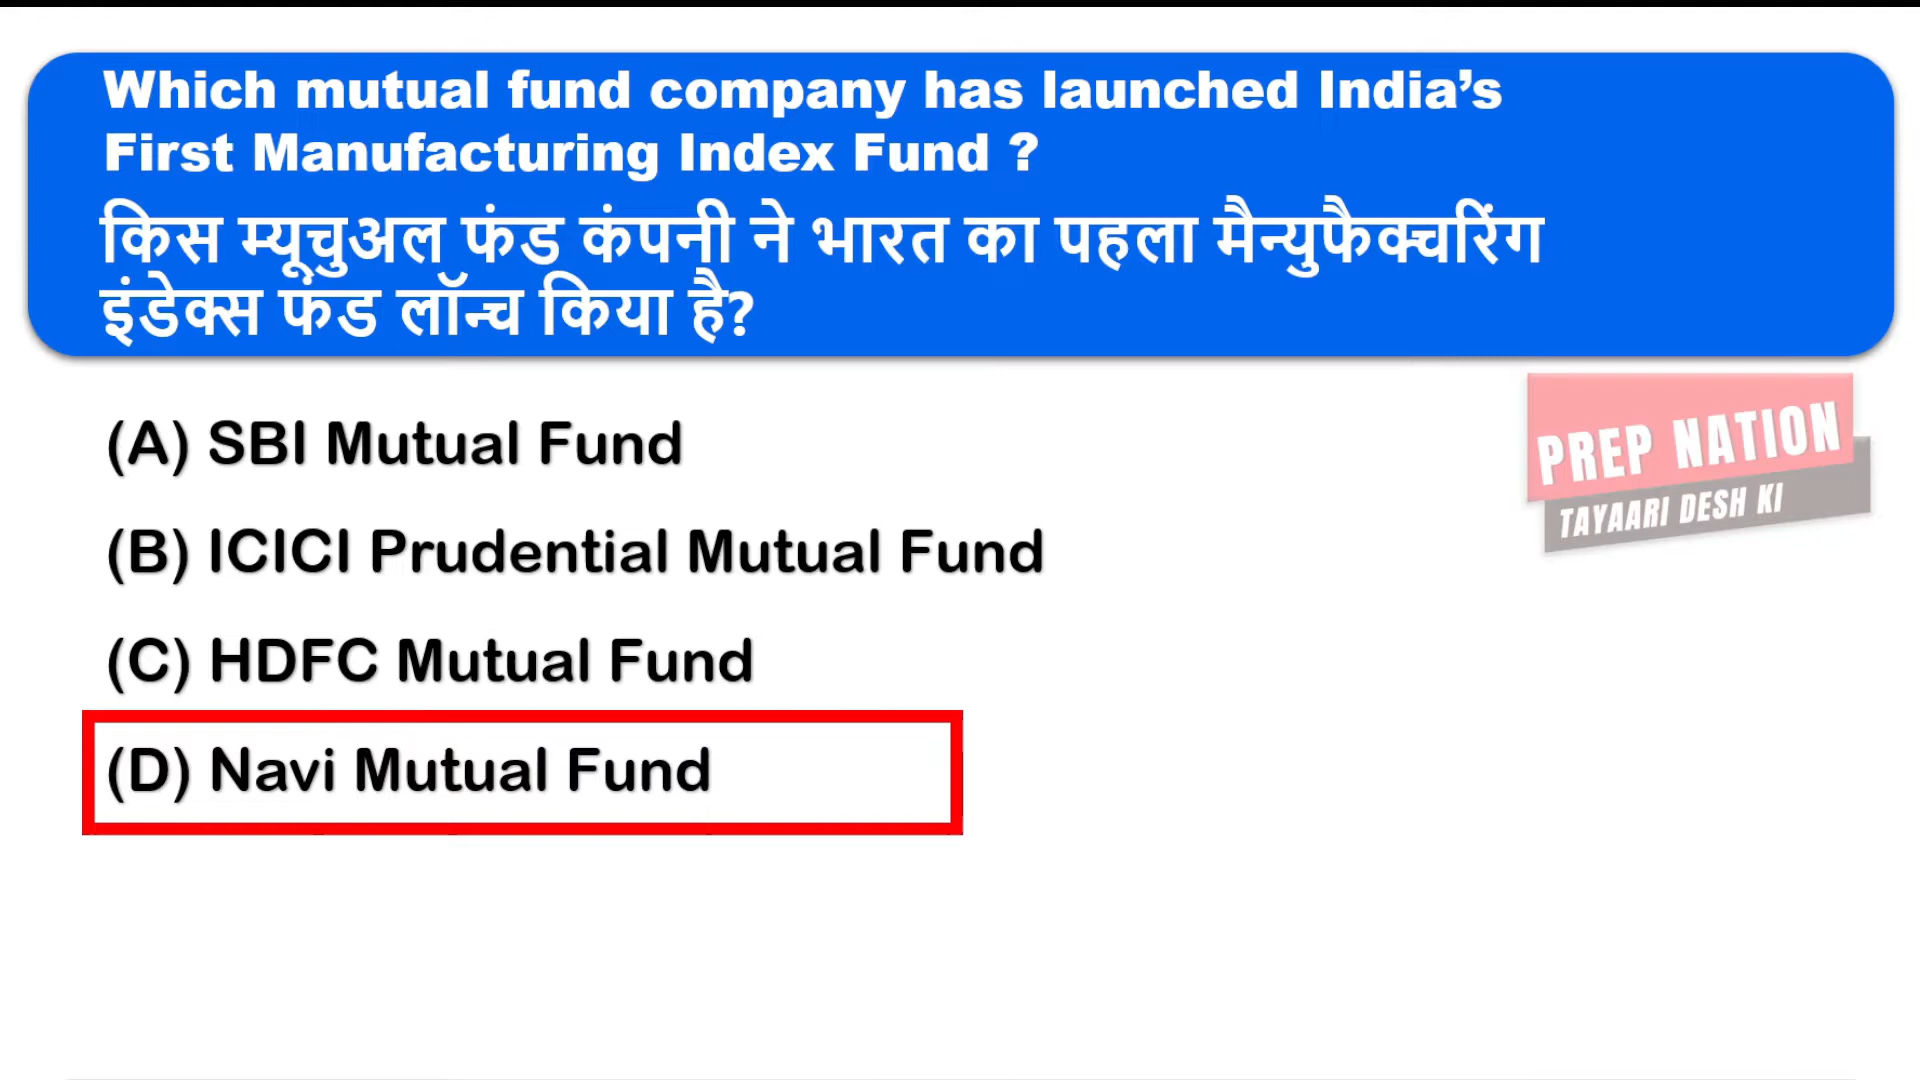 Which mutual fund company has launched India’s
First Manufacturing Index Fund ?
किस म्यूचुअल फंड कंपनी ने भारत का पहला मैन्युफैक्चरिंग
इंडेक्स फंड लॉन्च किया है?
PREP NATION
TAYAARI DESH KI
(A) SBI Mutual Fund
(B) ICICI Prudential Mutual Fund
(C) HDFC Mutual Fund
(D) Navi Mutual Fund